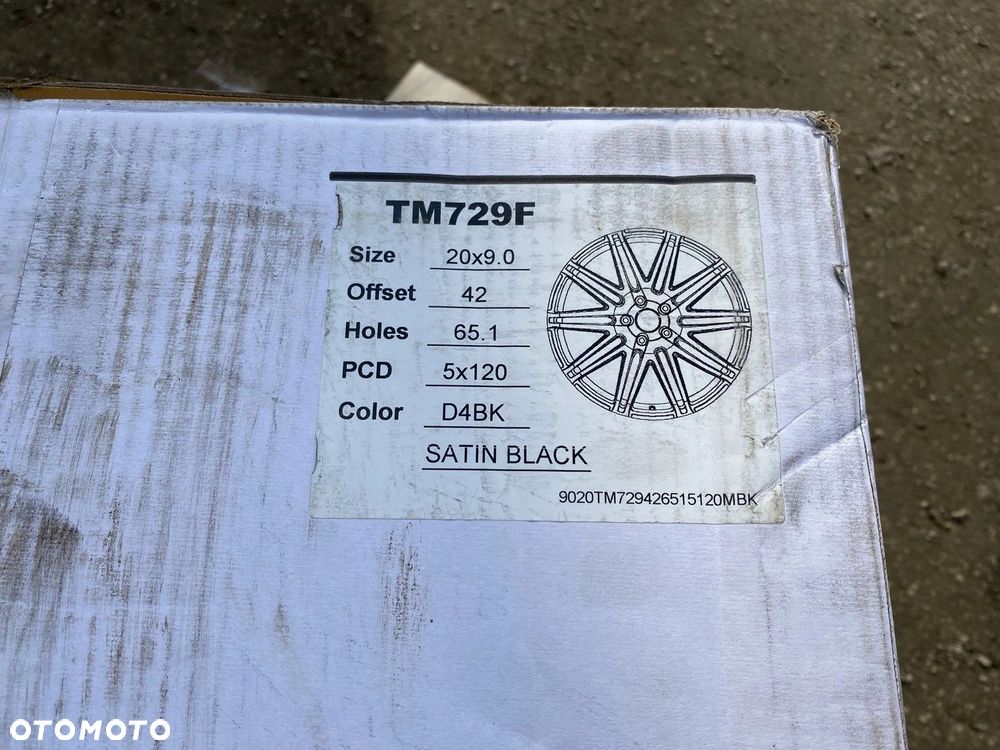 TM729F
Size 20x9.0
Offset 42
Holes 65.1
PCD 5x120
Color D4BK
SATIN BLACK
9020TM729426515120MBK
OTOMOTO